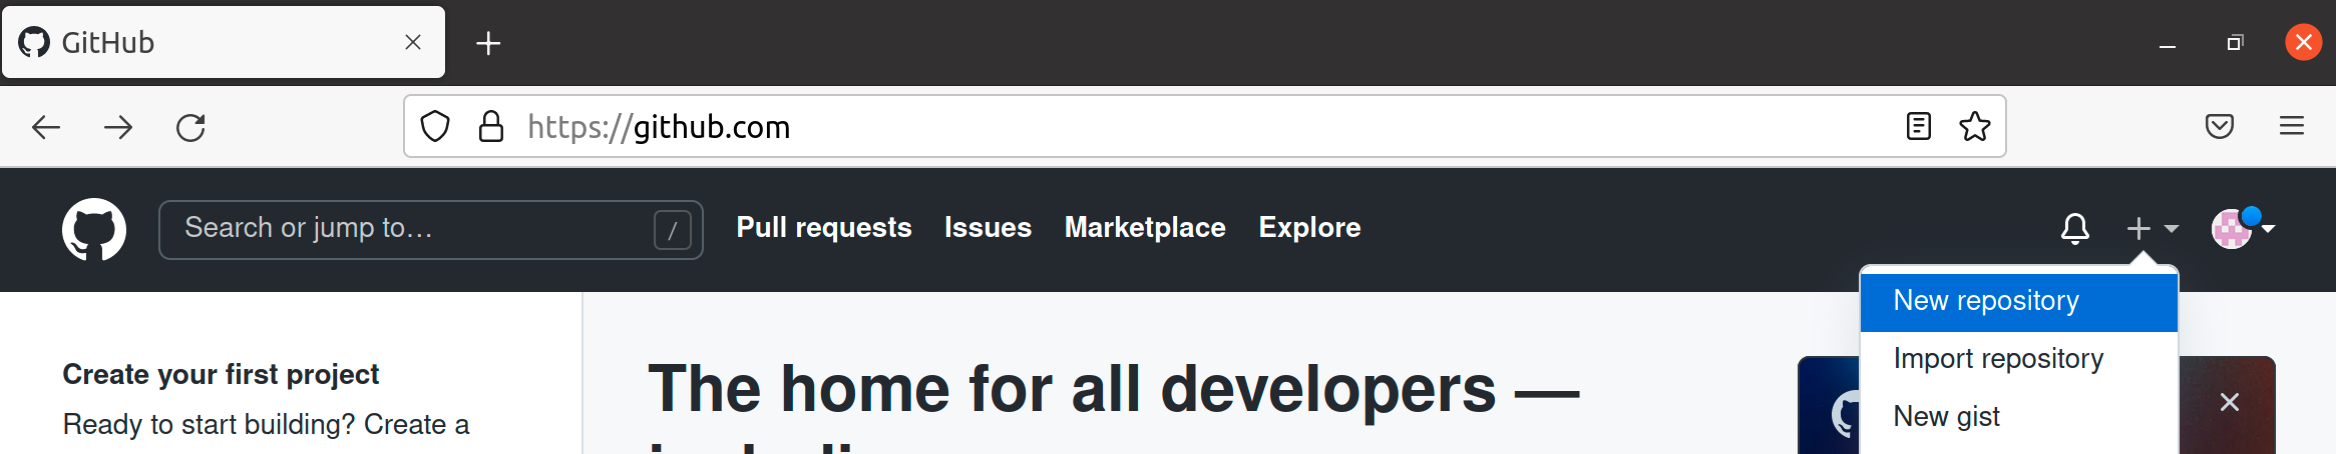 GitHub
https://github.com
Search or jump to… / Pull requests Issues Marketplace Explore
New repository
Import repository
New gist
Create your first project
Ready to start building? Create a
The home for all developers —